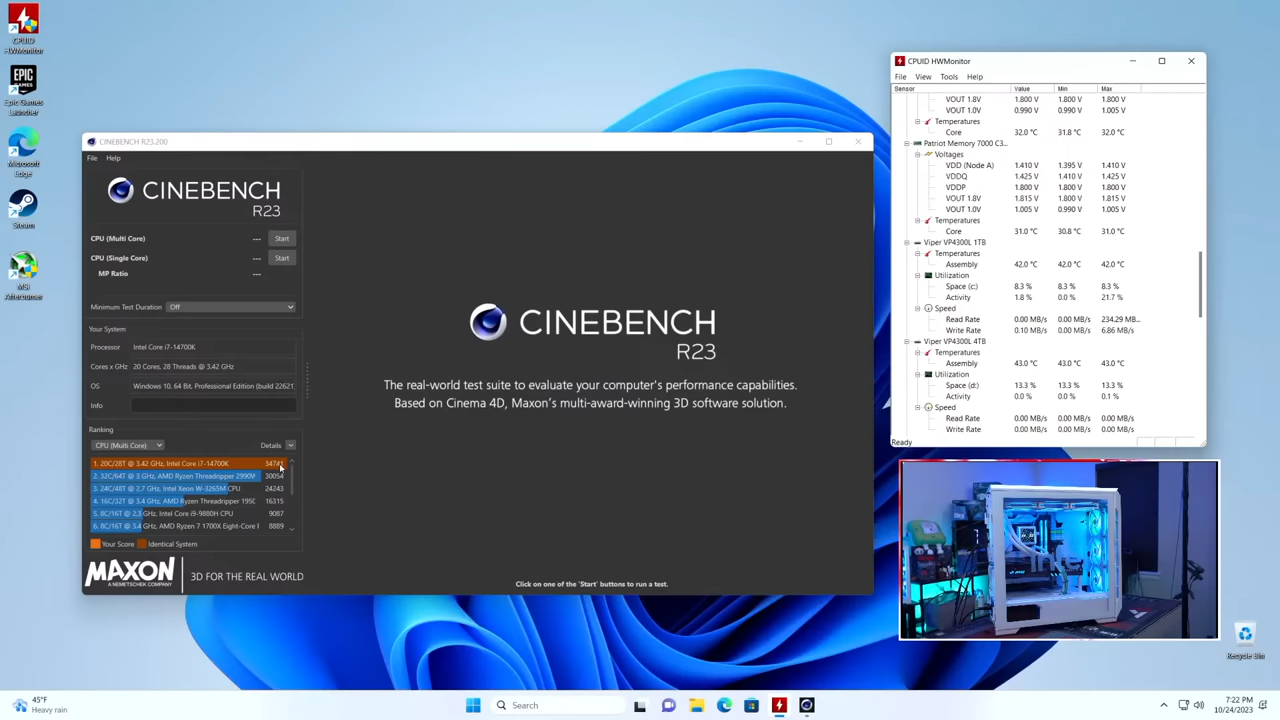 CPUID
HWMonitor
EPIC
GAMES
Epic Games
Launcher
Microsoft
Edge
Steam
MSI
Afterburner
CINEBENCH R23.200
File Help
CINEBENCH
R23
CPU (Multi Core) --- Start
CPU (Single Core) --- Start
MP Ratio ---
Minimum Test Duration Off
Your System
Processor Intel Core i7-14700K
Cores x GHz 20 Cores, 28 Threads @ 3.42 GHz
OS Windows 10, 64 Bit, Professional Edition (build 22621
Info
Ranking
CPU (Multi Core) Details
1. 20C/28T @ 3.42 GHz, Intel Core i7-14700K 34741
2. 32C/64T @ 3 GHz, AMD Ryzen Threadripper 2990W 30054
3. 24C/48T @ 2.7 GHz, Intel Xeon W-3265M CPU 24243
4. 16C/32T @ 3.4 GHz, AMD Ryzen Threadripper 195C 16315
5. 8C/16T @ 2.3 GHz, Intel Core i9-9880H CPU 9087
6. 8C/16T @ 3.4 GHz, AMD Ryzen 7 1700X Eight-Core 8889
Your Score Identical System
MAXON
A NEMETSCHEK COMPANY
3D FOR THE REAL WORLD
CINEBENCH
R23
The real-world test suite to evaluate your computer's performance capabilities.
Based on Cinema 4D, Maxon's multi-award-winning 3D software solution.
Click on one of the 'Start' buttons to run a test.
CPUID HWMonitor
File View Tools Help
Sensor Value Min Max
VOUT 1.8V 1.800 V 1.800 V 1.800 V
VOUT 1.0V 0.990 V 0.990 V 1.005 V
Temperatures
Core 32.0 °C 31.8 °C 32.0 °C
Patriot Memory 7000 C3...
Voltages
VDD (Node A) 1.410 V 1.395 V 1.410 V
VDDQ 1.425 V 1.410 V 1.425 V
VDDP 1.800 V 1.800 V 1.800 V
VOUT 1.8V 1.815 V 1.800 V 1.815 V
VOUT 1.0V 1.005 V 0.990 V 1.005 V
Temperatures
Core 31.0 °C 30.8 °C 31.0 °C
Viper VP4300L 1TB
Temperatures
Assembly 42.0 °C 42.0 °C 42.0 °C
Utilization
Space (c:) 8.3 % 8.3 % 8.3 %
Activity 1.8 % 0.0 % 21.7 %
Speed
Read Rate 0.00 MB/s 0.00 MB/s 234.29 MB...
Write Rate 0.10 MB/s 0.00 MB/s 6.86 MB/s
Viper VP4300L 4TB
Temperatures
Assembly 43.0 °C 43.0 °C 43.0 °C
Utilization
Space (d:) 13.3 % 13.3 % 13.3 %
Activity 0.0 % 0.0 % 0.1 %
Speed
Read Rate 0.00 MB/s 0.00 MB/s 0.00 MB/s
Write Rate 0.00 MB/s 0.00 MB/s 0.00 MB/s
Ready
Recycle Bin
45°F
Heavy rain
Search
7:22 PM
10/24/2023